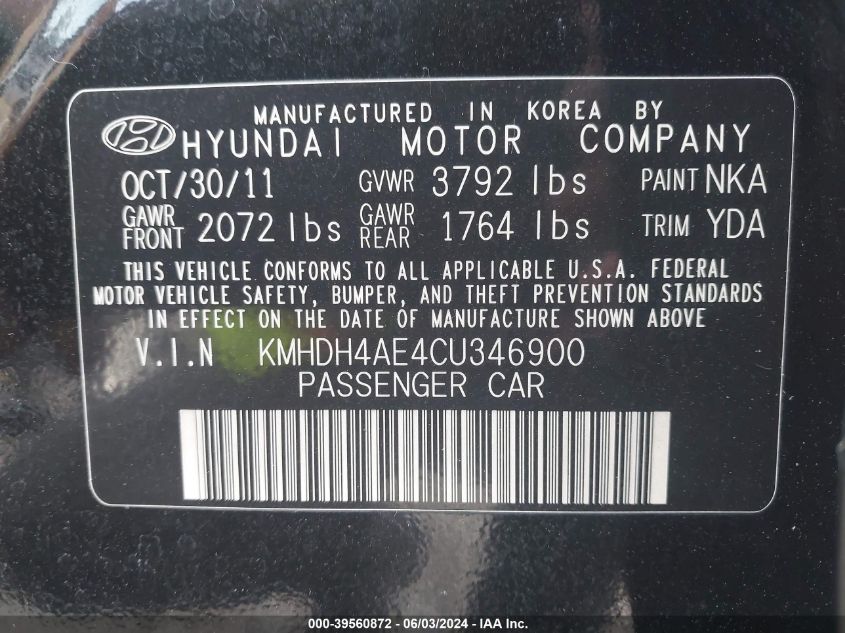 MANUFACTURED IN KOREA BY
HYUNDAI MOTOR COMPANY
OCT/30/11 GVWR 3792 lbs PAINT NKA
GAWR FRONT 2072 lbs GAWR REAR 1764 lbs TRIM YDA
THIS VEHICLE CONFORMS TO ALL APPLICABLE U.S.A. FEDERAL
MOTOR VEHICLE SAFETY, BUMPER, AND THEFT PREVENTION STANDARDS
IN EFFECT ON THE DATE OF MANUFACTURE SHOWN ABOVE
V.I.N KMHDH4AE4CU346900
PASSENGER CAR
000-39560872 - 06/03/2024 - IAA Inc.